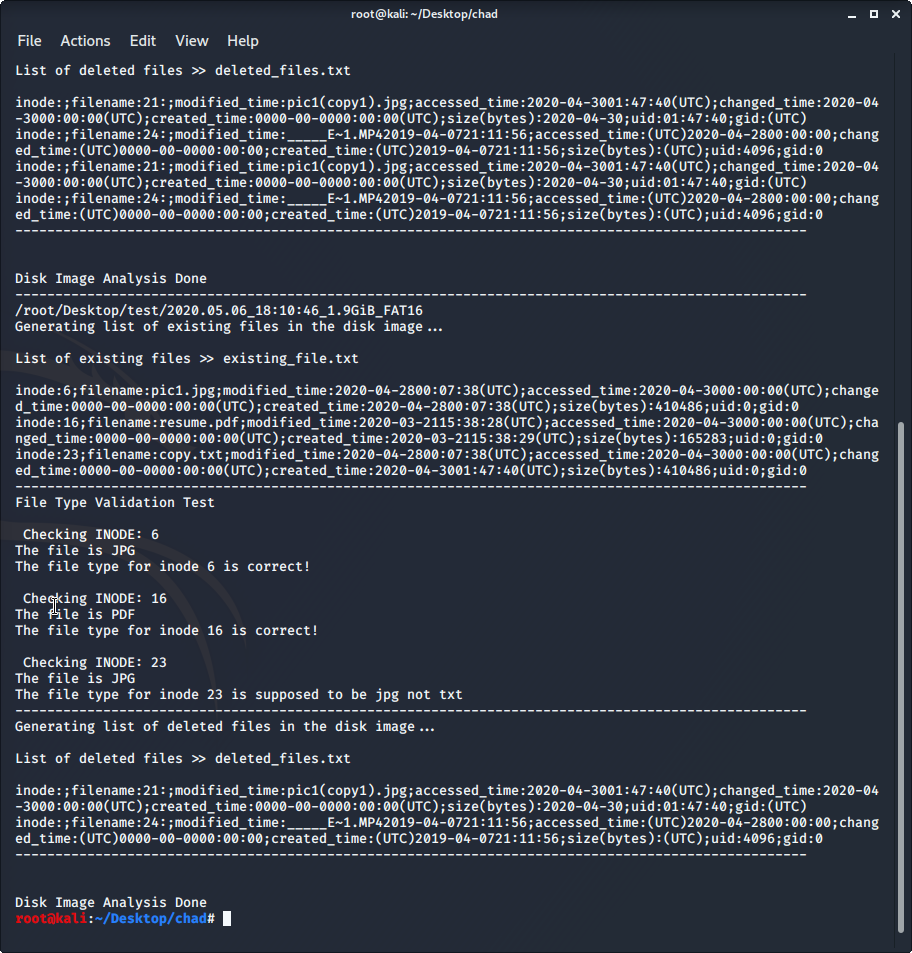 root@kali: ~/Desktop/chad
File Actions Edit View Help
List of deleted files >> deleted_files.txt
inode:;filename:21:;modified_time:pic1(copy1).jpg;accessed_time:2020-04-3001:47:40(UTC);changed_time:2020-04
-3000:00:00(UTC);created_time:0000-00-0000:00:00(UTC);size(bytes):2020-04-30;uid:01:47:40;gid:(UTC)
inode:;filename:24:;modified_time:_____E~1.MP42019-04-0721:11:56;accessed_time:(UTC)2020-04-2800:00:00;chang
ed_time:(UTC)0000-00-0000:00:00;created_time:(UTC)2019-04-0721:11:56;size(bytes):(UTC);uid:4096;gid:0
inode:;filename:21:;modified_time:pic1(copy1).jpg;accessed_time:2020-04-3001:47:40(UTC);changed_time:2020-04
-3000:00:00(UTC);created_time:0000-00-0000:00:00(UTC);size(bytes):2020-04-30;uid:01:47:40;gid:(UTC)
inode:;filename:24:;modified_time:_____E~1.MP42019-04-0721:11:56;accessed_time:(UTC)2020-04-2800:00:00;chang
ed_time:(UTC)0000-00-0000:00:00;created_time:(UTC)2019-04-0721:11:56;size(bytes):(UTC);uid:4096;gid:0
---------------------------------------------------------------------------------------------------
Disk Image Analysis Done
---------------------------------------------------------------------------------------------------
/root/Desktop/test/2020.05.06_18:10:46_1.9GiB_FAT16
Generating list of existing files in the disk image...
List of existing files >> existing_file.txt
inode:6;filename:pic1.jpg;modified_time:2020-04-2800:07:38(UTC);accessed_time:2020-04-3000:00:00(UTC);change
d_time:0000-00-0000:00:00(UTC);created_time:2020-04-2800:07:38(UTC);size(bytes):410486;uid:0;gid:0
inode:16;filename:resume.pdf;modified_time:2020-03-2115:38:28(UTC);accessed_time:2020-04-3000:00:00(UTC);cha
nged_time:0000-00-0000:00:00(UTC);created_time:2020-03-2115:38:29(UTC);size(bytes):165283;uid:0;gid:0
inode:23;filename:copy.txt;modified_time:2020-04-2800:07:38(UTC);accessed_time:2020-04-3000:00:00(UTC);chang
ed_time:0000-00-0000:00:00(UTC);created_time:2020-04-3001:47:40(UTC);size(bytes):410486;uid:0;gid:0
---------------------------------------------------------------------------------------------------
File Type Validation Test
Checking INODE: 6
The file is JPG
The file type for inode 6 is correct!
Checking INODE: 16
The file is PDF
The file type for inode 16 is correct!
Checking INODE: 23
The file is JPG
The file type for inode 23 is supposed to be jpg not txt
---------------------------------------------------------------------------------------------------
Generating list of deleted files in the disk image...
List of deleted files >> deleted_files.txt
inode:;filename:21:;modified_time:pic1(copy1).jpg;accessed_time:2020-04-3001:47:40(UTC);changed_time:2020-04
-3000:00:00(UTC);created_time:0000-00-0000:00:00(UTC);size(bytes):2020-04-30;uid:01:47:40;gid:(UTC)
inode:;filename:24:;modified_time:_____E~1.MP42019-04-0721:11:56;accessed_time:(UTC)2020-04-2800:00:00;chang
ed_time:(UTC)0000-00-0000:00:00;created_time:(UTC)2019-04-0721:11:56;size(bytes):(UTC);uid:4096;gid:0
---------------------------------------------------------------------------------------------------
Disk Image Analysis Done
root@kali:~/Desktop/chad#